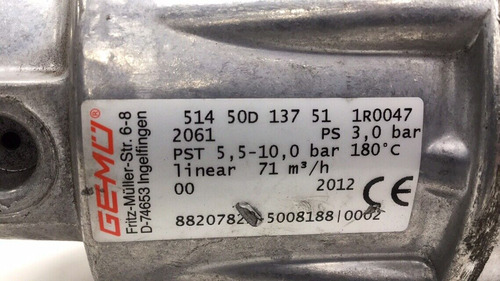 GEMÜ®
Fritz-Müller-Str. 6-8
D-74653 Ingelfingen
514 50D 137 51 1R0047
2061 PS 3,0 bar
PST 5,5-10,0 bar 180°C
linear 71 m³/h
00 2012 CE
5008188|0002